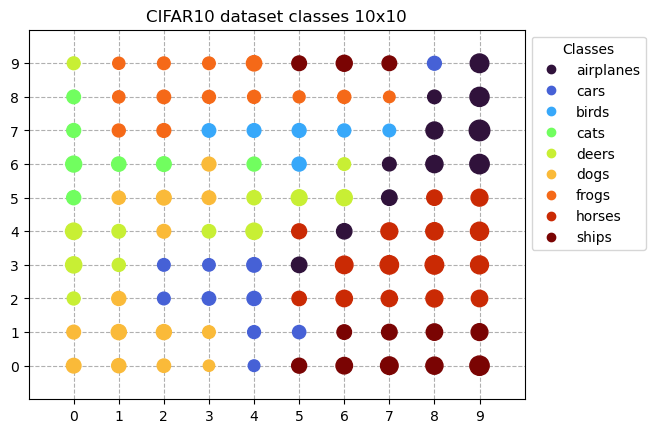 CIFAR10 dataset classes 10x10
9
8
7
6
5
4
3
2
1
0
0 1 2 3 4 5 6 7 8 9
Classes
airplanes
cars
birds
cats
deers
dogs
frogs
horses
ships